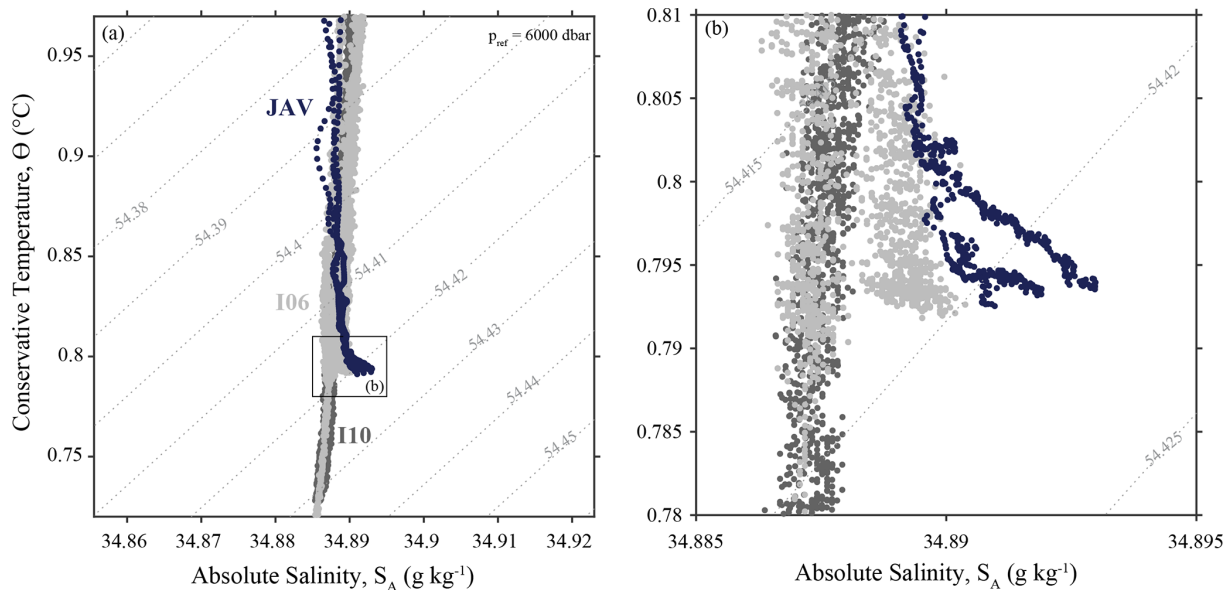 (a)
p_ref = 6000 dbar
JAV
I06
I10
(b)
54.38
54.39
54.4
54.41
54.42
54.43
54.44
54.45
0.95
0.9
0.85
0.8
0.75
Conservative Temperature, Θ (°C)
34.86 34.87 34.88 34.89 34.9 34.91 34.92
Absolute Salinity, S_A (g kg⁻¹)
(b)
54.415
54.42
54.425
0.81
0.805
0.8
0.795
0.79
0.785
0.78
34.885 34.89 34.895
Absolute Salinity, S_A (g kg⁻¹)